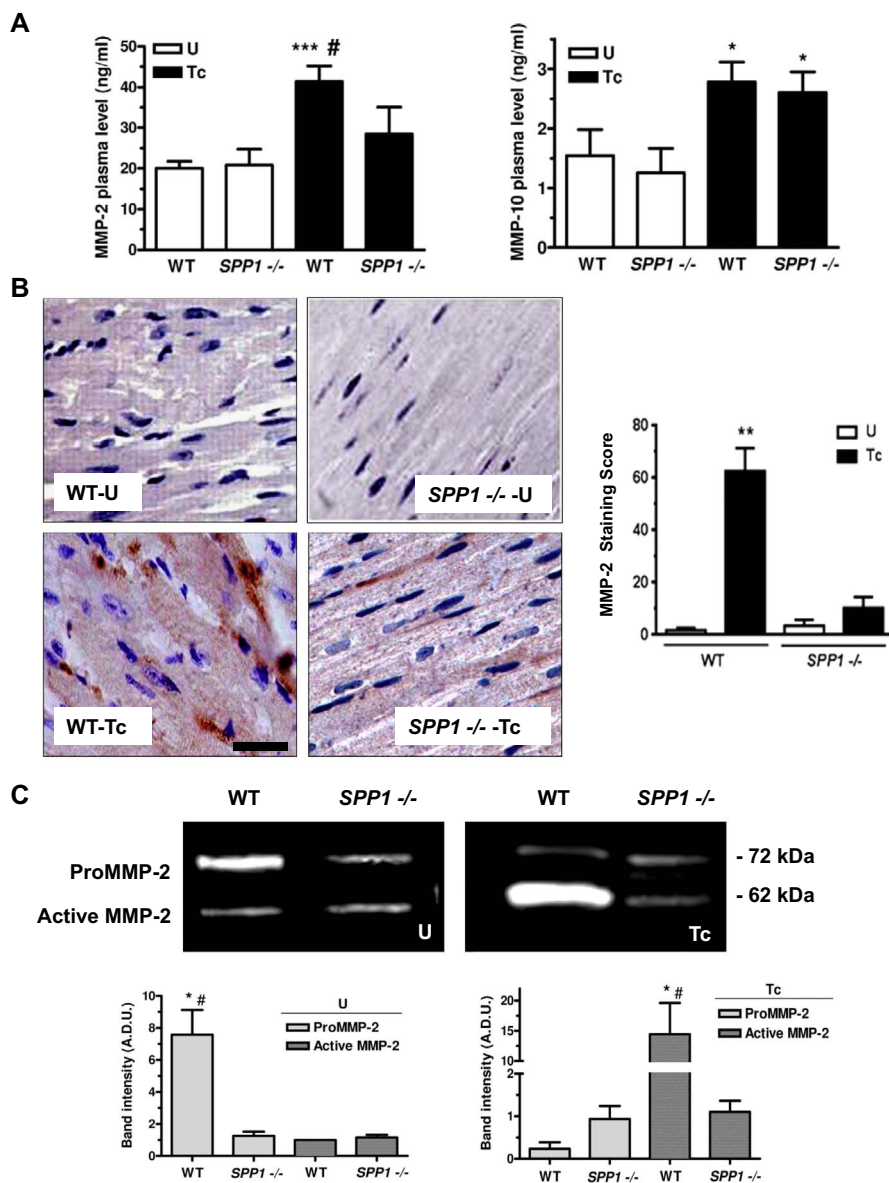 A
MMP-2 plasma level (ng/ml)
50
40
30
20
10
0
U
Tc
*** #
WT
SPP1 -/-
WT
SPP1 -/-
MMP-10 plasma level (ng/ml)
3
2
1
0
U
Tc
*
*
WT
SPP1 -/-
WT
SPP1 -/-
B
WT-U
SPP1 -/- -U
WT-Tc
SPP1 -/- -Tc
MMP-2 Staining Score
80
60
40
20
0
U
Tc
**
WT
SPP1 -/-
C
WT
SPP1 -/-
WT
SPP1 -/-
ProMMP-2
Active MMP-2
U
Tc
- 72 kDa
- 62 kDa
Band intensity (A.D.U.)
10
8
6
4
2
0
* #
U
ProMMP-2
Active MMP-2
WT
SPP1 -/-
WT
SPP1 -/-
Band intensity (A.D.U.)
20
15
10
2
1
0
* #
Tc
ProMMP-2
Active MMP-2
WT
SPP1 -/-
WT
SPP1 -/-